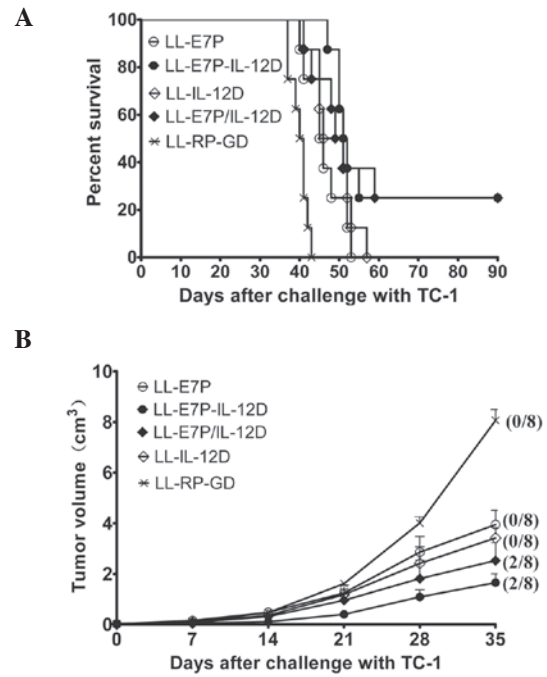 A
Percent survival
100
80
60
40
20
0
LL-E7P
LL-E7P-IL-12D
LL-IL-12D
LL-E7P/IL-12D
LL-RP-GD
0 10 20 30 40 50 60 70 80 90
Days after challenge with TC-1
B
Tumor volume (cm³)
10
8
6
4
2
0
LL-E7P
LL-E7P-IL-12D
LL-E7P/IL-12D
LL-IL-12D
LL-RP-GD
(0/8)
(0/8)
(0/8)
(2/8)
(2/8)
0 7 14 21 28 35
Days after challenge with TC-1